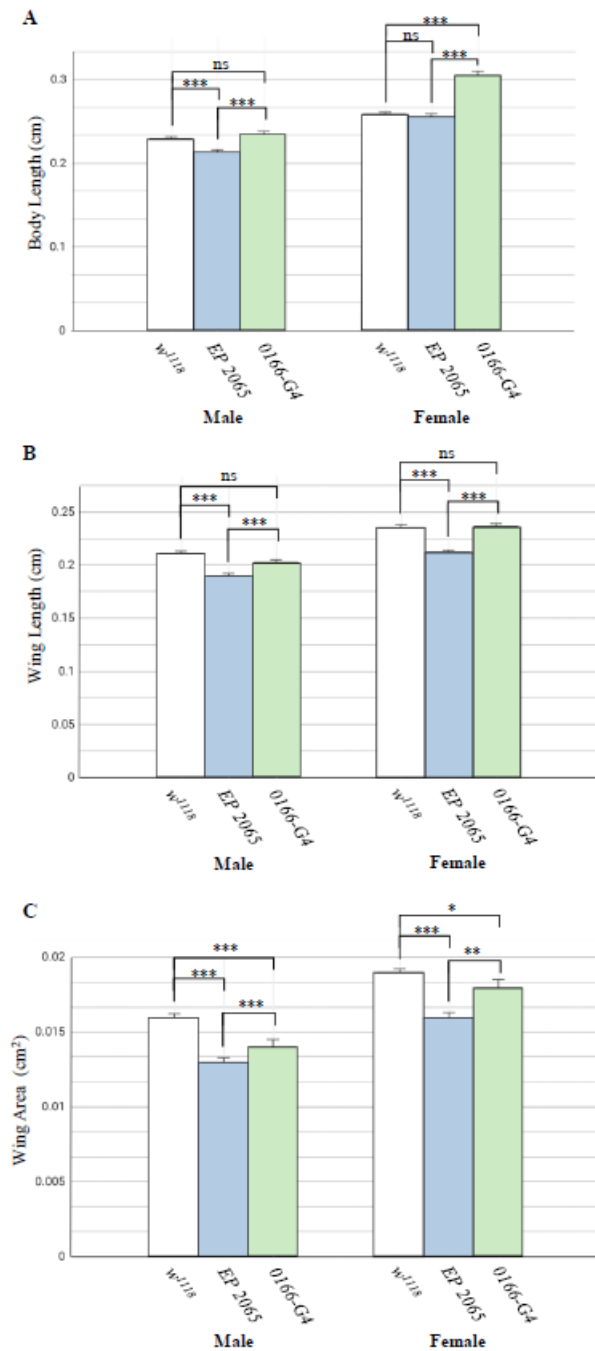 A
***
ns
ns
***
***
***
0.3
0.2
0.1
0
Body Length (cm)
w1118
EP 2065
0166-G4
w1118
EP 2065
0166-G4
Male
Female
B
ns
ns
***
***
***
***
0.25
0.2
0.15
0.1
0.05
0
Wing Length (cm)
w1118
EP 2065
0166-G4
w1118
EP 2065
0166-G4
Male
Female
C
*
***
***
***
**
***
0.02
0.015
0.01
0.005
0
Wing Area (cm²)
w1118
EP 2065
0166-G4
w1118
EP 2065
0166-G4
Male
Female